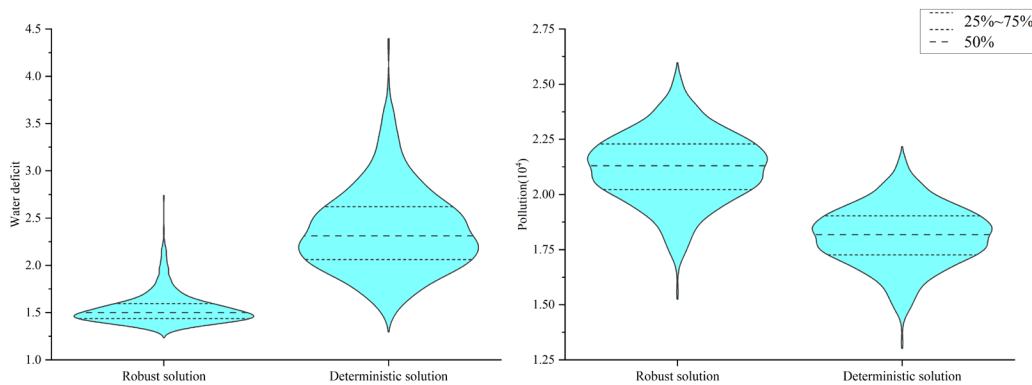 4.5
4.0
3.5
3.0
2.5
2.0
1.5
1.0
Water deficit
Robust solution
Deterministic solution
2.75
2.50
2.25
2.00
1.75
1.50
1.25
Pollution(10⁴)
Robust solution
Deterministic solution
25%~75%
50%